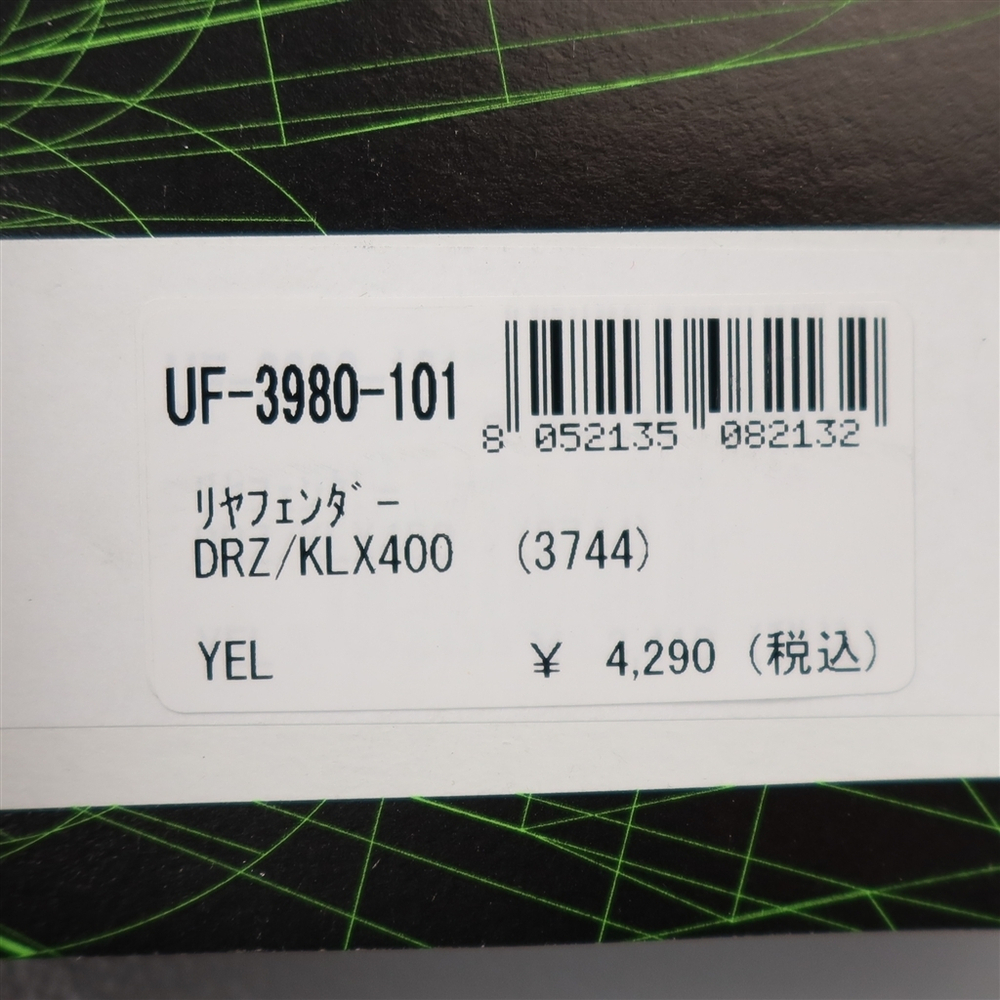 UF-3980-101
8 052135 082132
ﾘﾔﾌｪﾝﾀﾞｰ
DRZ/KLX400 (3744)
YEL ¥ 4,290 (税込)